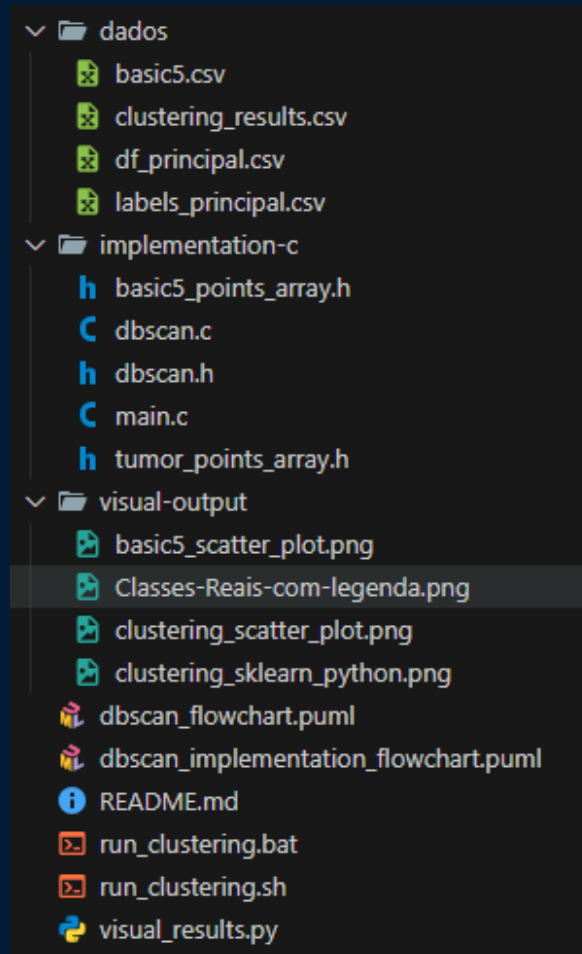 dados
basic5.csv
clustering_results.csv
df_principal.csv
labels_principal.csv
implementation-c
h basic5_points_array.h
C dbscan.c
h dbscan.h
C main.c
h tumor_points_array.h
visual-output
basic5_scatter_plot.png
Classes-Reais-com-legenda.png
clustering_scatter_plot.png
clustering_sklearn_python.png
dbscan_flowchart.puml
dbscan_implementation_flowchart.puml
README.md
run_clustering.bat
run_clustering.sh
visual_results.py